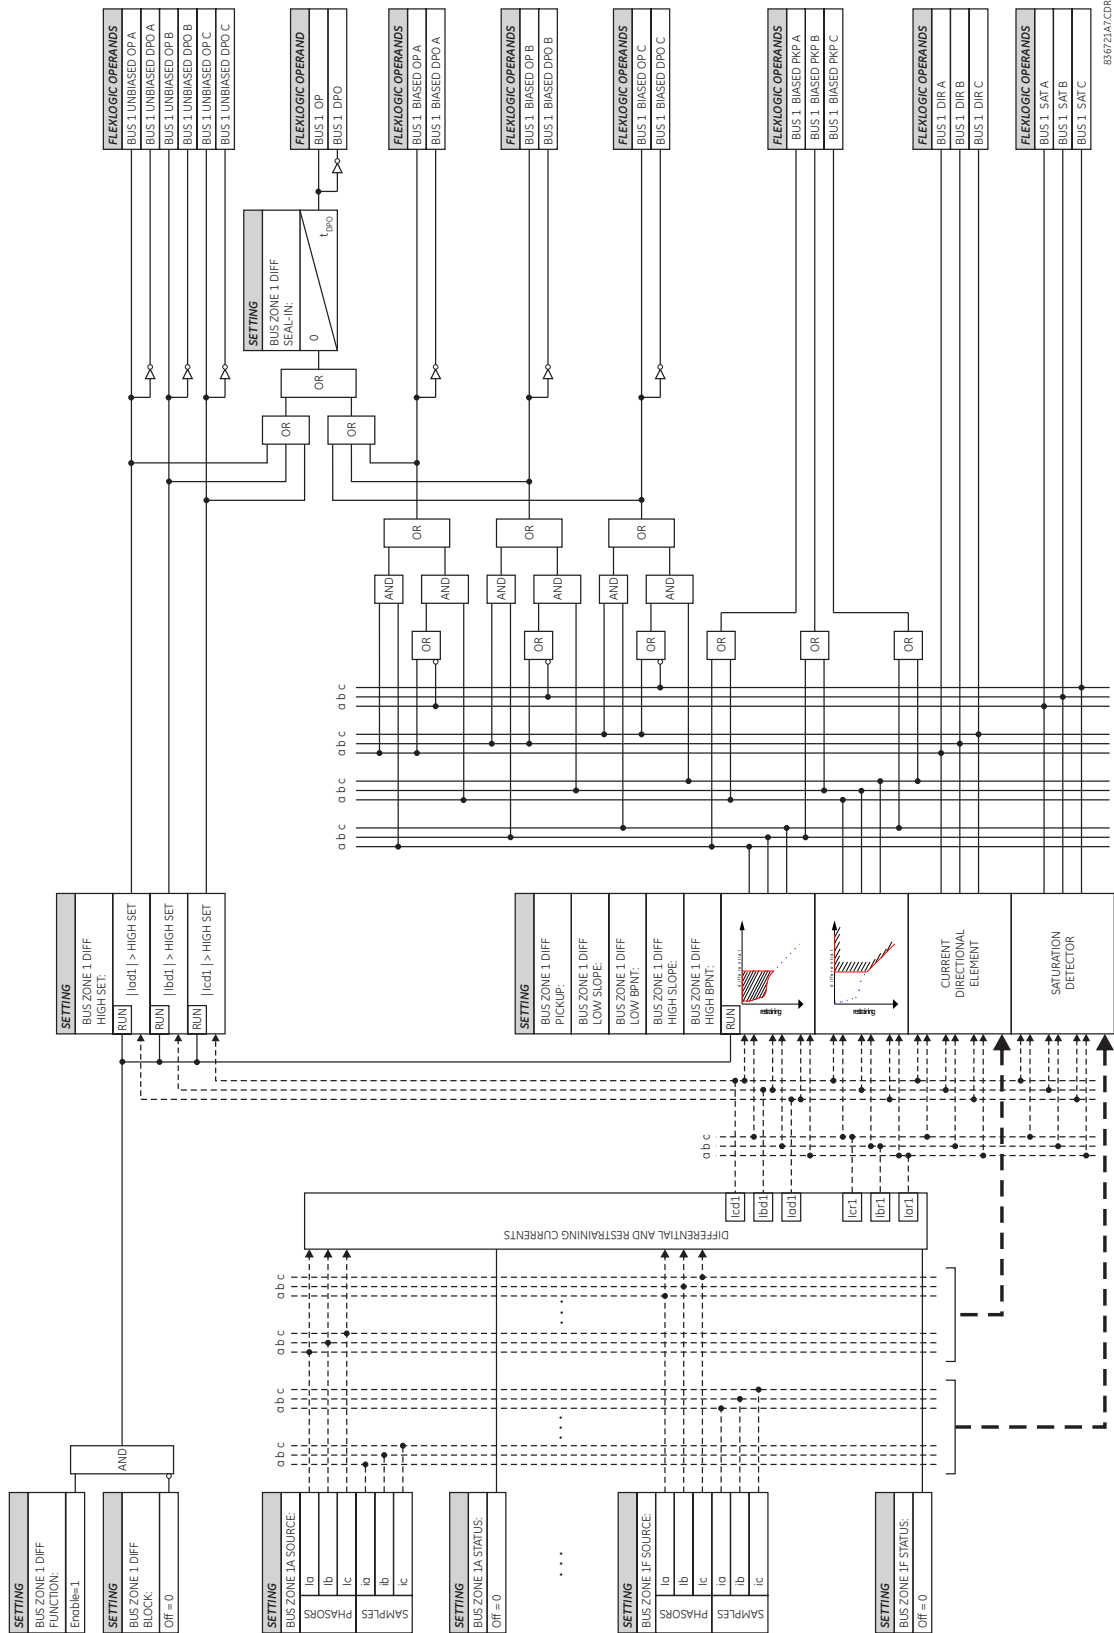 SETTING
BUS ZONE 1 DIFF
FUNCTION:
Enable=1
SETTING
BUS ZONE 1 DIFF
BLOCK:
Off = 0
AND
SETTING
BUS ZONE 1A SOURCE:
PHASORS
Ia
Ib
Ic
SAMPLES
ia
ib
ic
SETTING
BUS ZONE 1A STATUS:
Off = 0
SETTING
BUS ZONE 1F SOURCE:
PHASORS
Ia
Ib
Ic
SAMPLES
ia
ib
ic
SETTING
BUS ZONE 1F STATUS:
Off = 0
a b c
a b c
a b c
a b c
DIFFERENTIAL AND RESTRAINING CURRENTS
Icd1
Ibd1
Iad1
Icr1
Ibr1
Iar1
a b c
SETTING
BUS ZONE 1 DIFF
HIGH SET:
RUN
| Iad1 | > HIGH SET
RUN
| Ibd1 | > HIGH SET
RUN
| Icd1 | > HIGH SET
SETTING
BUS ZONE 1 DIFF
PICKUP:
BUS ZONE 1 DIFF
LOW SLOPE:
BUS ZONE 1 DIFF
LOW BPNT:
BUS ZONE 1 DIFF
HIGH SLOPE:
BUS ZONE 1 DIFF
HIGH BPNT:
RUN
differential
restraining
differential
restraining
CURRENT
DIRECTIONAL
ELEMENT
SATURATION
DETECTOR
a b c
a b c
a b c
a b c
OR
OR
OR
OR
OR
OR
AND
AND
AND
AND
AND
AND
OR
OR
OR
OR
OR
OR
SETTING
BUS ZONE 1 DIFF
SEAL-IN:
0
tDPO
FLEXLOGIC OPERANDS
BUS 1 UNBIASED OP A
BUS 1 UNBIASED DPO A
BUS 1 UNBIASED OP B
BUS 1 UNBIASED DPO B
BUS 1 UNBIASED OP C
BUS 1 UNBIASED DPO C
FLEXLOGIC OPERAND
BUS 1 OP
BUS 1 DPO
FLEXLOGIC OPERANDS
BUS 1 BIASED OP A
BUS 1 BIASED DPO A
FLEXLOGIC OPERANDS
BUS 1 BIASED OP B
BUS 1 BIASED DPO B
FLEXLOGIC OPERANDS
BUS 1 BIASED OP C
BUS 1 BIASED DPO C
FLEXLOGIC OPERANDS
BUS 1 BIASED PKP A
BUS 1 BIASED PKP B
BUS 1 BIASED PKP C
FLEXLOGIC OPERANDS
BUS 1 DIR A
BUS 1 DIR B
BUS 1 DIR C
FLEXLOGIC OPERANDS
BUS 1 SAT A
BUS 1 SAT B
BUS 1 SAT C
836721A7.CDR